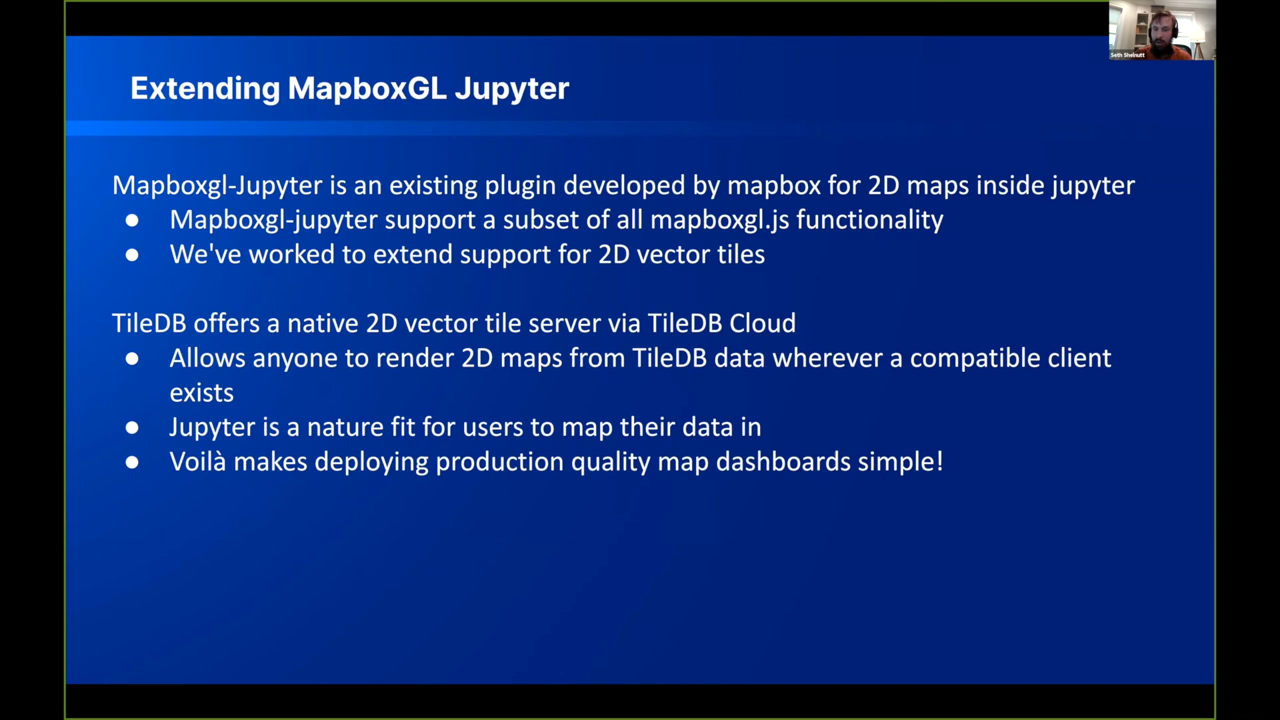 Seth Shelnutt
Extending MapboxGL Jupyter
Mapboxgl-Jupyter is an existing plugin developed by mapbox for 2D maps inside jupyter
● Mapboxgl-jupyter support a subset of all mapboxgl.js functionality
● We've worked to extend support for 2D vector tiles
TileDB offers a native 2D vector tile server via TileDB Cloud
● Allows anyone to render 2D maps from TileDB data wherever a compatible client
exists
● Jupyter is a nature fit for users to map their data in
● Voilà makes deploying production quality map dashboards simple!